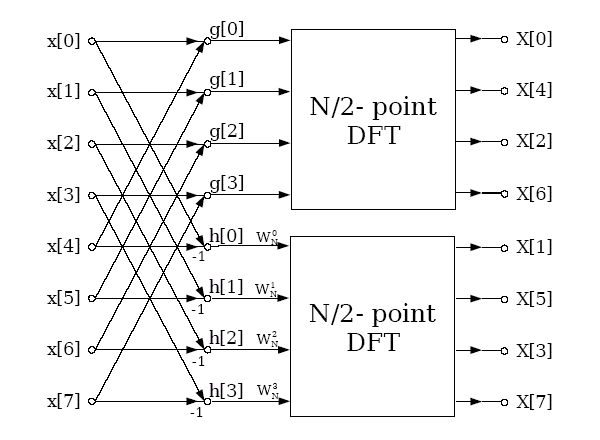 x[0] g[0] X[0]
x[1] g[1] X[4]
N/2- point
DFT
x[2] g[2] X[2]
x[3] g[3] X[6]
x[4] -1 h[0] W_N^0 X[1]
x[5] -1 h[1] W_N^1 X[5]
N/2- point
DFT
x[6] -1 h[2] W_N^2 X[3]
x[7] -1 h[3] W_N^3 X[7]